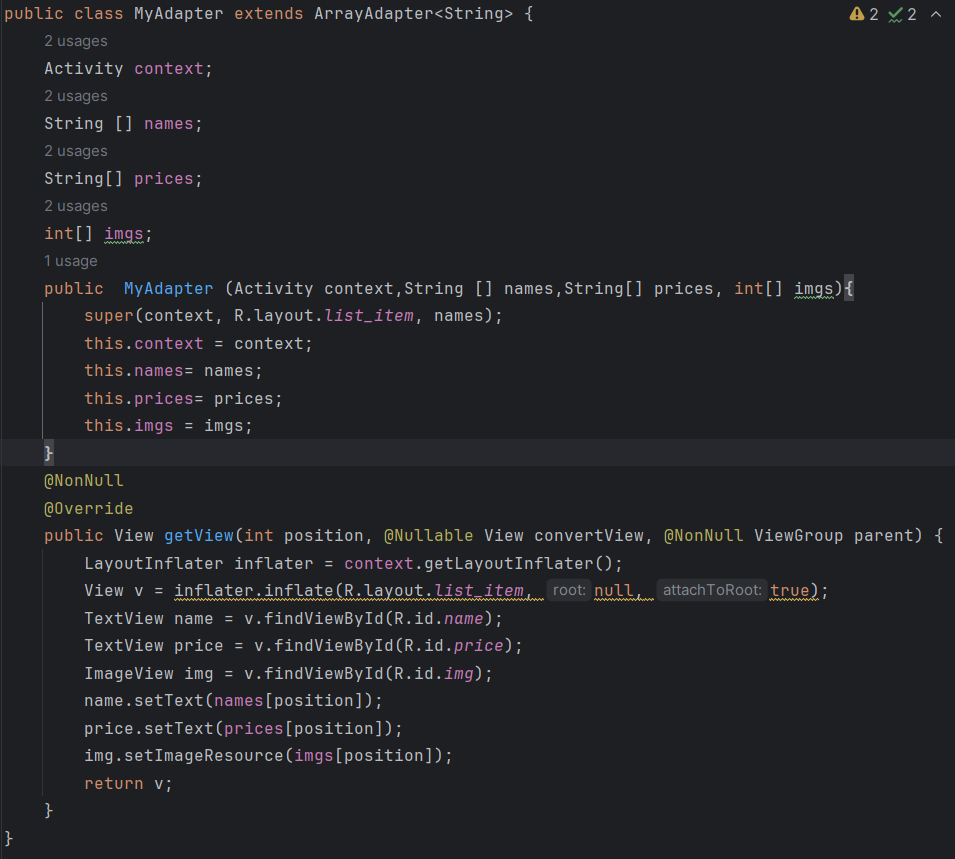 public class MyAdapter extends ArrayAdapter<String> { 2 2
2 usages
Activity context;
2 usages
String [] names;
2 usages
String[] prices;
2 usages
int[] imgs;
1 usage
public  MyAdapter (Activity context,String [] names,String[] prices, int[] imgs){
super(context, R.layout.list_item, names);
this.context = context;
this.names= names;
this.prices= prices;
this.imgs = imgs;
}
@NonNull
@Override
public View getView(int position, @Nullable View convertView, @NonNull ViewGroup parent) {
LayoutInflater inflater = context.getLayoutInflater();
View v = inflater.inflate(R.layout.list_item, root: null, attachToRoot: true);
TextView name = v.findViewById(R.id.name);
TextView price = v.findViewById(R.id.price);
ImageView img = v.findViewById(R.id.img);
name.setText(names[position]);
price.setText(prices[position]);
img.setImageResource(imgs[position]);
return v;
}
}